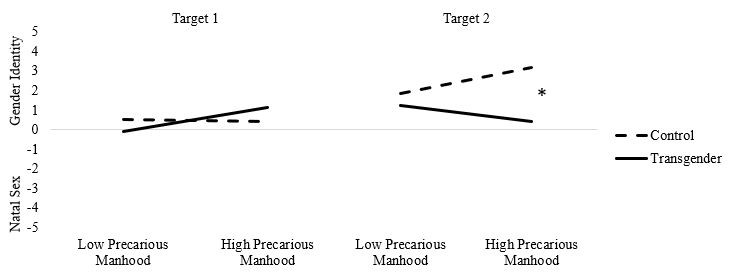 Target 1
Target 2
Gender Identity
Natal Sex
5
4
3
2
1
0
-1
-2
-3
-4
-5
*
Control
Transgender
Low Precarious
Manhood
High Precarious
Manhood
Low Precarious
Manhood
High Precarious
Manhood